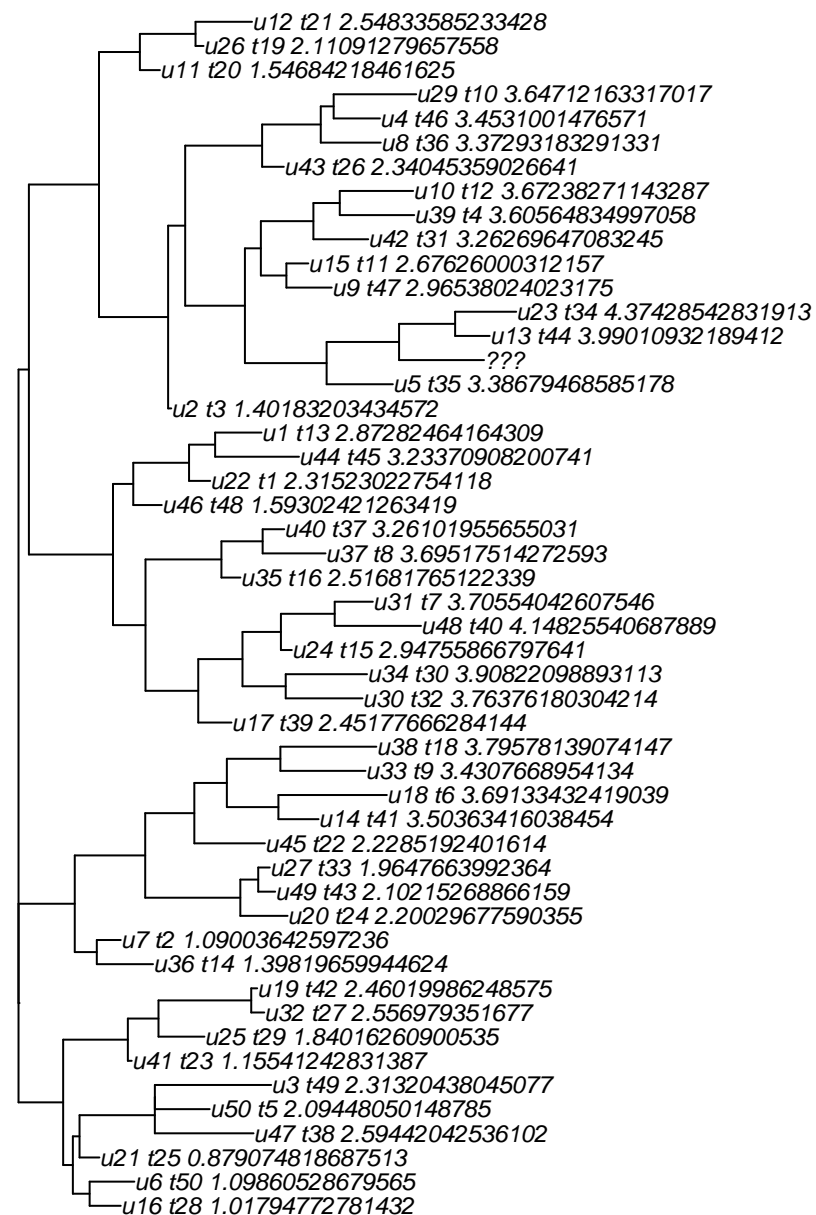 u12 t21 2.54833585233428
u26 t19 2.11091279657558
u11 t20 1.54684218461625
u29 t10 3.64712163317017
u4 t46 3.4531001476571
u8 t36 3.37293183291331
u43 t26 2.34045359026641
u10 t12 3.67238271143287
u39 t4 3.60564834997058
u42 t31 3.26269647083245
u15 t11 2.67626000312157
u9 t47 2.96538024023175
u23 t34 4.37428542831913
u13 t44 3.99010932189412
???
u5 t35 3.38679468585178
u2 t3 1.40183203434572
u1 t13 2.87282464164309
u44 t45 3.23370908200741
u22 t1 2.31523022754118
u46 t48 1.59302421263419
u40 t37 3.26101955655031
u37 t8 3.69517514272593
u35 t16 2.51681765122339
u31 t7 3.70554042607546
u48 t40 4.14825540687889
u24 t15 2.94755866797641
u34 t30 3.90822098893113
u30 t32 3.76376180304214
u17 t39 2.45177666284144
u38 t18 3.79578139074147
u33 t9 3.4307668954134
u18 t6 3.69133432419039
u14 t41 3.50363416038454
u45 t22 2.2285192401614
u27 t33 1.9647663992364
u49 t43 2.10215268866159
u20 t24 2.20029677590355
u7 t2 1.09003642597236
u36 t14 1.39819659944624
u19 t42 2.46019986248575
u32 t27 2.556979351677
u25 t29 1.84016260900535
u41 t23 1.15541242831387
u3 t49 2.31320438045077
u50 t5 2.09448050148785
u47 t38 2.59442042536102
u21 t25 0.879074818687513
u6 t50 1.09860528679565
u16 t28 1.01794772781432